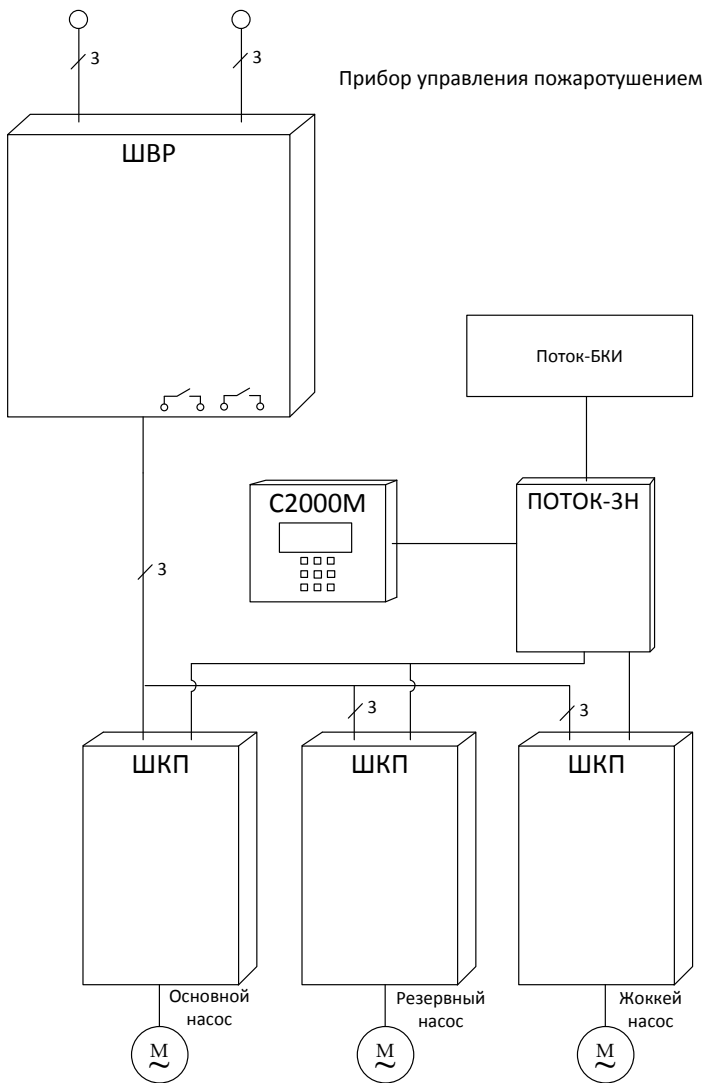 3
3
Прибор управления пожаротушением
ШВР
Поток-БКИ
С2000М
ПОТОК-3Н
3
3
3
ШКП
ШКП
ШКП
Основной
насос
Резервный
насос
Жоккей
насос
M
~
M
~
M
~